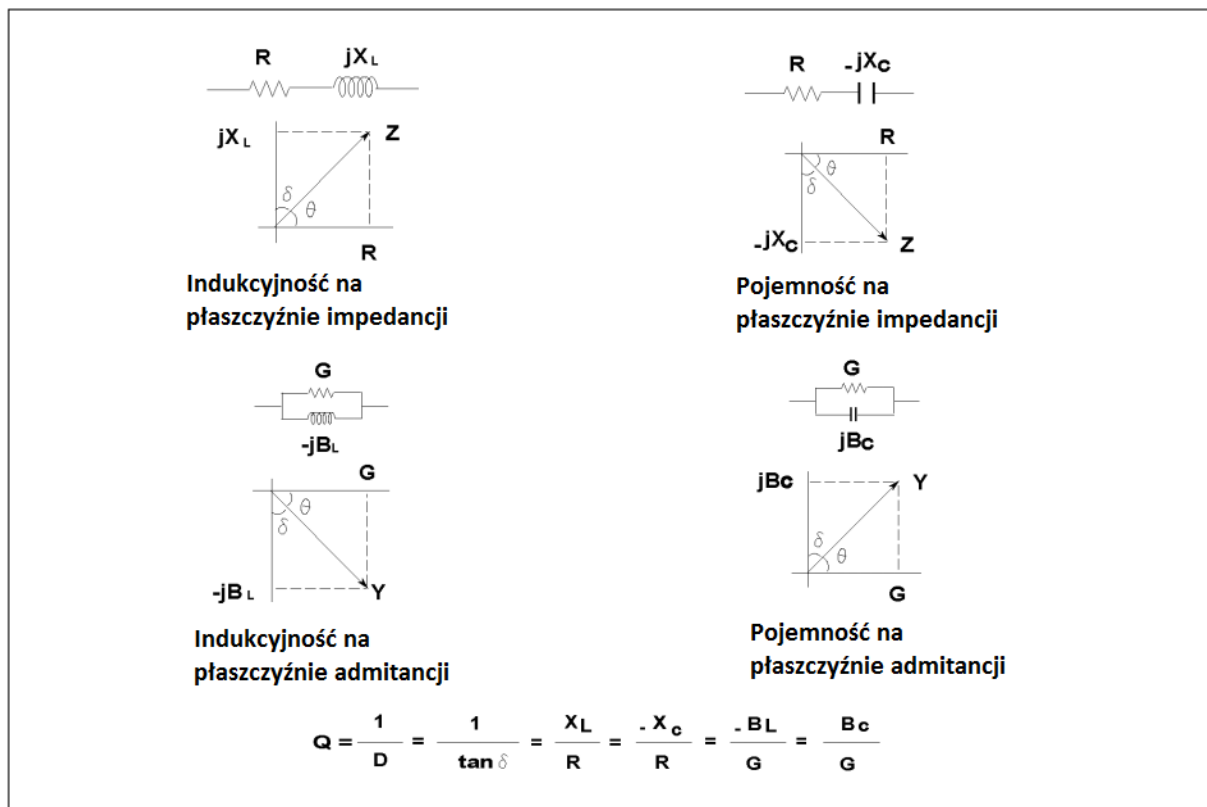 R jXL
jXL Z
δ
θ
R
Indukcyjność na
płaszczyźnie impedancji
R -jXC
R
θ
δ
-jXC Z
Pojemność na
płaszczyźnie impedancji
G
-jBL
G
θ
δ
-jBL Y
Indukcyjność na
płaszczyźnie admitancji
G
jBC
jBC Y
δ
θ
G
Pojemność na
płaszczyźnie admitancji
Q = 1/D = 1/tan δ = XL/R = -Xc/R = -BL/G = Bc/G